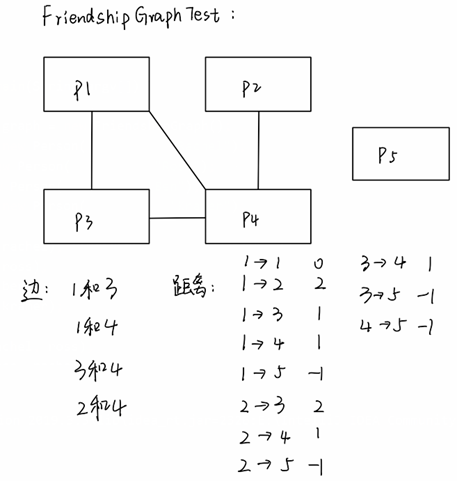 Friendship Graph Test :
P1
P2
P5
P3
P4
边: 1和3
1和4
3和4
2和4
距离:
1→1 0
1→2 2
1→3 1
1→4 1
1→5 -1
2→3 2
2→4 1
2→5 -1
3→4 1
3→5 -1
4→5 -1